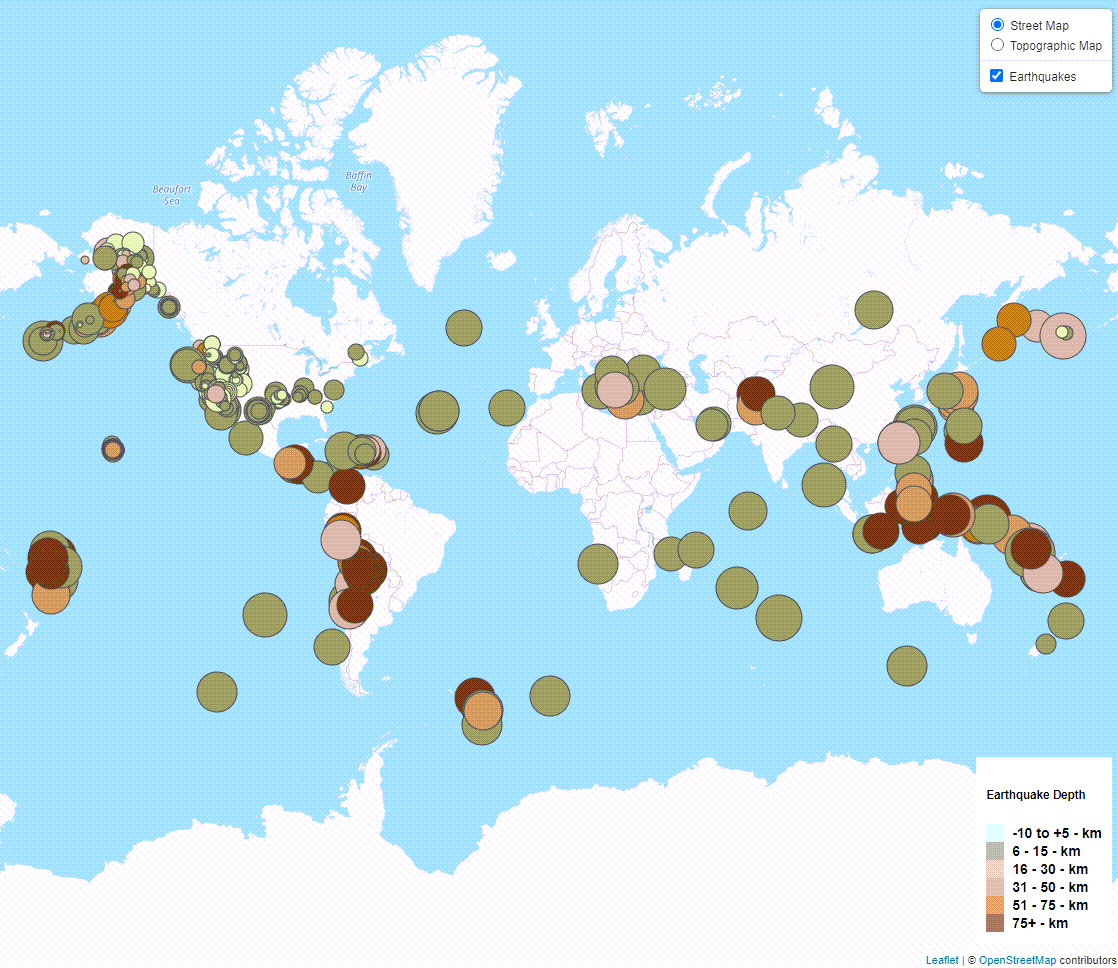 Street Map
Topographic Map
Earthquakes
Beaufort
Sea
Baffin
Bay
Earthquake Depth
-10 to +5 - km
6 - 15 - km
16 - 30 - km
31 - 50 - km
51 - 75 - km
75+ - km
Leaflet | © OpenStreetMap contributors